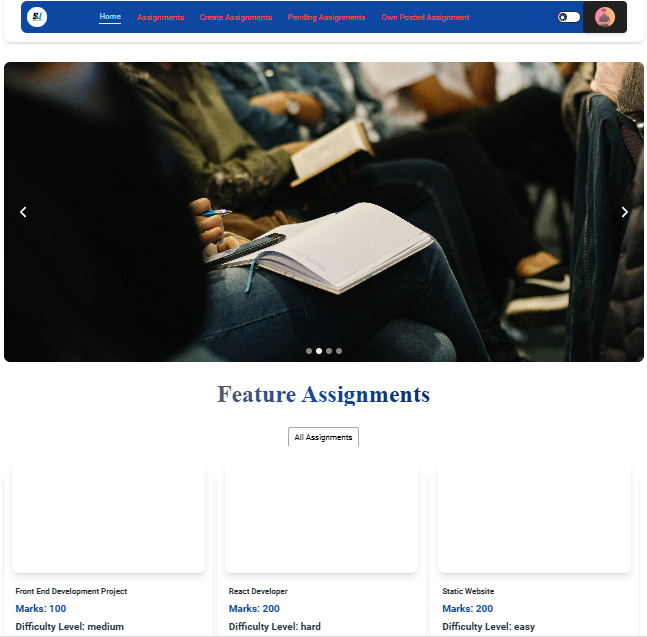 Home Assignments Create Assignments Pending Assignments Own Posted Assignment
Feature Assignments
All Assignments
Front End Development Project
Marks: 100
Difficulty Level: medium
React Developer
Marks: 200
Difficulty Level: hard
Static Website
Marks: 200
Difficulty Level: easy